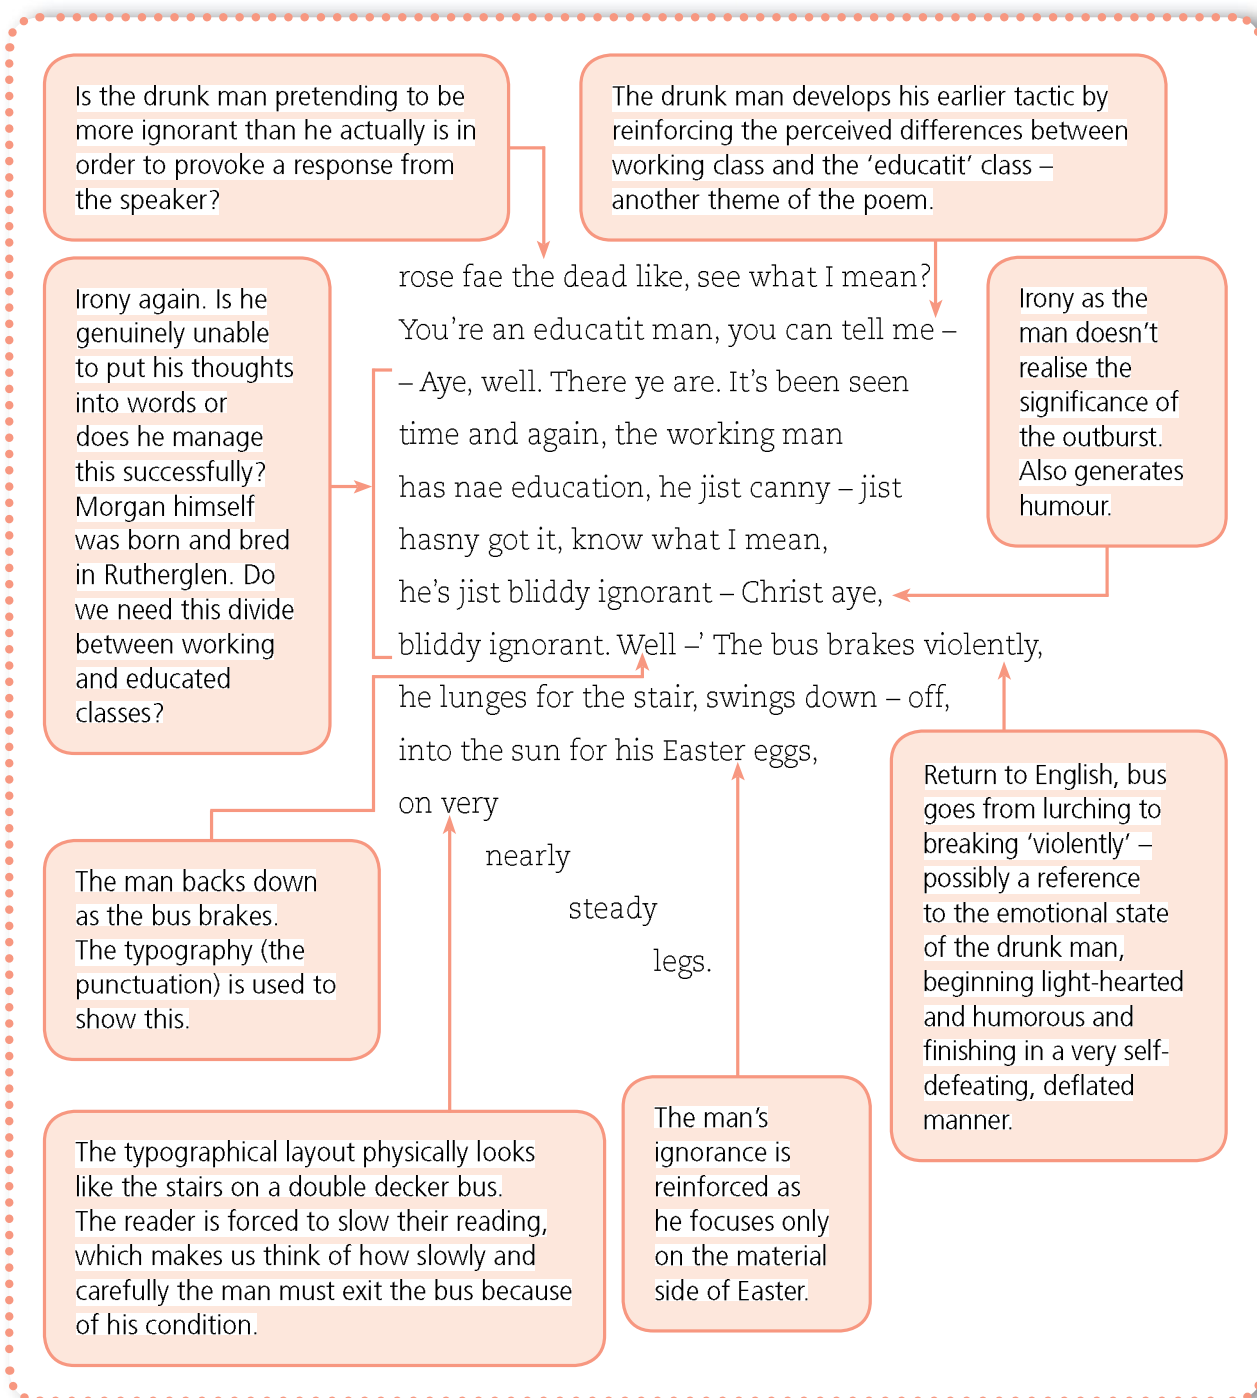 Is the drunk man pretending to be
more ignorant than he actually is in
order to provoke a response from
the speaker?
The drunk man develops his earlier tactic by
reinforcing the perceived differences between
working class and the ‘educatit’ class –
another theme of the poem.
Irony again. Is he
genuinely unable
to put his thoughts
into words or
does he manage
this successfully?
Morgan himself
was born and bred
in Rutherglen. Do
we need this divide
between working
and educated
classes?
rose fae the dead like, see what I mean?
You’re an educatit man, you can tell me –
– Aye, well. There ye are. It’s been seen
time and again, the working man
has nae education, he jist canny – jist
hasny got it, know what I mean,
he’s jist bliddy ignorant – Christ aye,
bliddy ignorant. Well –’ The bus brakes violently,
he lunges for the stair, swings down – off,
into the sun for his Easter eggs,
on very
nearly
steady
legs.
Irony as the
man doesn’t
realise the
significance of
the outburst.
Also generates
humour.
The man backs down
as the bus brakes.
The typography (the
punctuation) is used to
show this.
Return to English, bus
goes from lurching to
breaking ‘violently’ –
possibly a reference
to the emotional state
of the drunk man,
beginning light-hearted
and humorous and
finishing in a very self-
defeating, deflated
manner.
The typographical layout physically looks
like the stairs on a double decker bus.
The reader is forced to slow their reading,
which makes us think of how slowly and
carefully the man must exit the bus because
of his condition.
The man’s
ignorance is
reinforced as
he focuses only
on the material
side of Easter.